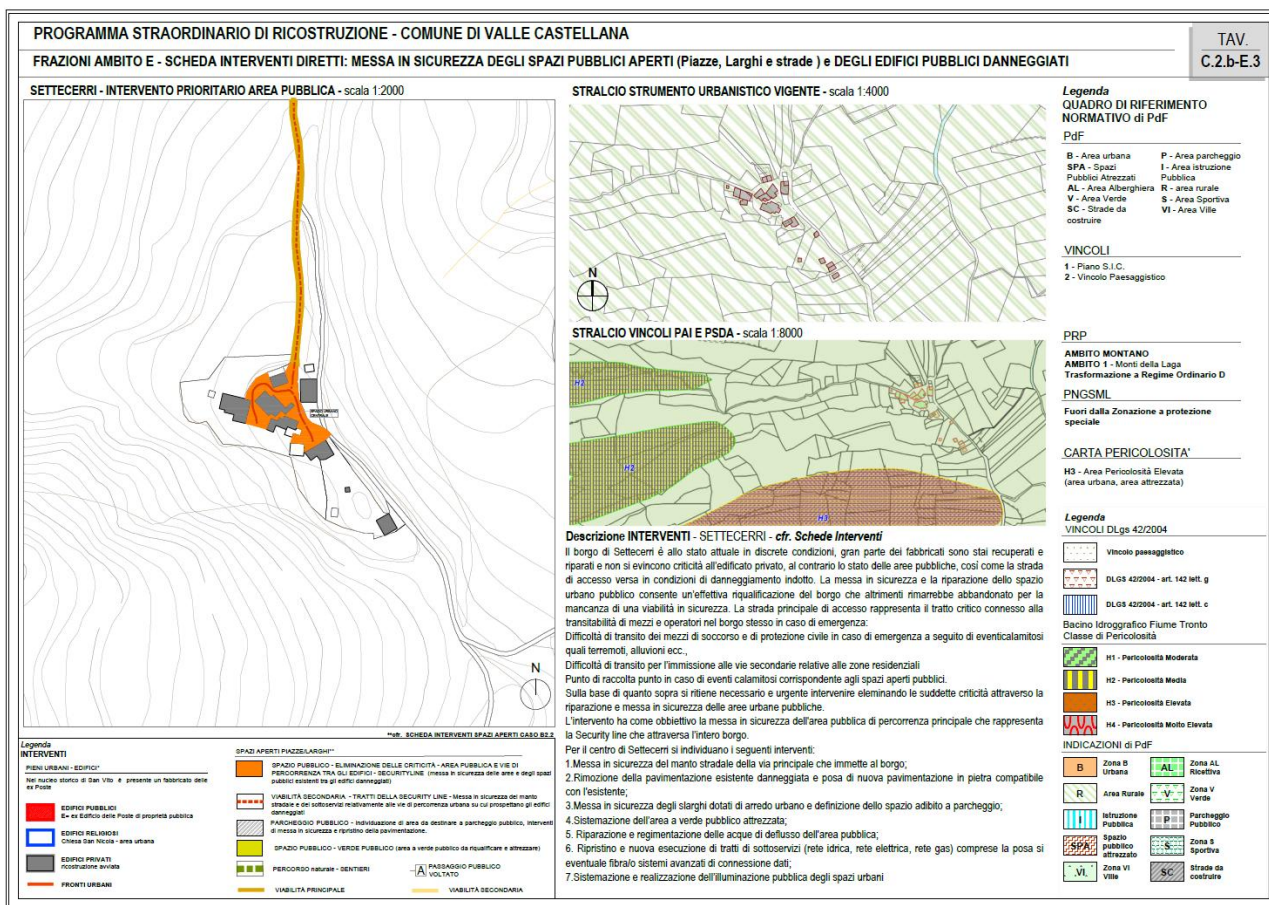 PROGRAMMA STRAORDINARIO DI RICOSTRUZIONE - COMUNE DI VALLE CASTELLANA
TAV.
C.2.b-E.3
FRAZIONI AMBITO E - SCHEDA INTERVENTI DIRETTI: MESSA IN SICUREZZA DEGLI SPAZI PUBBLICI APERTI (Piazze, Larghi e strade ) e DEGLI EDIFICI PUBBLICI DANNEGGIATI
SETTECERRI - INTERVENTO PRIORITARIO AREA PUBBLICA - scala 1:2000
N
**cfr. SCHEDA INTERVENTI SPAZI APERTI CASO B2.2
Legenda
INTERVENTI
PIENI URBANI - EDIFICI*
Nel nucleo storico di San Vito è presente un fabbricato delle
ex Poste
EDIFICI PUBBLICI
E= ex Edificio delle Poste di proprietà pubblica
EDIFICI RELIGIOSI
Chiesa San Nicola - area urbana
EDIFICI PRIVATI
ricostruzione avviata
FRONTI URBANI
SPAZI APERTI PIAZZE/LARGHI**
SPAZIO PUBBLICO - ELIMINAZIONE DELLE CRITICITÀ - AREA PUBBLICA E VIE DI
PERCORRENZA TRA GLI EDIFICI - SECURITYLINE (messa in sicurezza delle aree e degli spazi
pubblici esistenti tra gli edifici danneggiati)
VIABILITÀ SECONDARIA - TRATTI DELLA SECURITY LINE - Messa in sicurezza del manto
stradale e dei sottoservizi relativamente alle vie di percorrenza urbana su cui prospettano gli edifici
danneggiati
PARCHEGGIO PUBBLICO - Individuazione di area da destinare a parcheggio pubblico, interventi
di messa in sicurezza e ripristino della pavimentazione.
SPAZIO PUBBLICO - VERDE PUBBLICO (area a verde pubblico da riqualificare e attrezzare)
PERCORSO naturale - SENTIERI
A
PASSAGGIO PUBBLICO
VOLTATO
VIABILITÀ PRINCIPALE
VIABILITÀ SECONDARIA
STRALCIO STRUMENTO URBANISTICO VIGENTE - scala 1:4000
N
STRALCIO VINCOLI PAI E PSDA - scala 1:8000
H2
H2
H3
Descrizione INTERVENTI - SETTECERRI - cfr. Schede Interventi
Il borgo di Settecerri é allo stato attuale in discrete condizioni, gran parte dei fabbricati sono stai recuperati e
riparati e non si evincono criticità all'edificato privato, al contrario lo stato delle aree pubbliche, cosí come la strada
di accesso versa in condizioni di danneggiamento indotto. La messa in sicurezza e la riparazione dello spazio
urbano pubblico consente un'effettiva riqualificazione del borgo che altrimenti rimarrebbe abbandonato per la
mancanza di una viabilità in sicurezza. La strada principale di accesso rappresenta il tratto critico connesso alla
transitabilità di mezzi e operatori nel borgo stesso in caso di emergenza:
Difficoltà di transito dei mezzi di soccorso e di protezione civile in caso di emergenza a seguito di eventicalamitosi
quali terremoti, alluvioni ecc.,
Difficoltà di transito per l'immissione alle vie secondarie relative alle zone residenziali
Punto di raccolta punto in caso di eventi calamitosi corrispondente agli spazi aperti pubblici.
Sulla base di quanto sopra si ritiene necessario e urgente intervenire eleminando le suddette criticità attraverso la
riparazione e messa in sicurezza delle aree urbane pubbliche.
L'intervento ha come obbiettivo la messa in sicurezza dell'area pubblica di percorrenza principale che rappresenta
la Security line che attraversa l'intero borgo.
Per il centro di Settecerri si individuano i seguenti interventi:
1.Messa in sicurezza del manto stradale della via principale che immette al borgo;
2.Rimozione della pavimentazione esistente danneggiata e posa di nuova pavimentazione in pietra compatibile
con l'esistente;
3.Messa in sicurezza degli slarghi dotati di arredo urbano e definizione dello spazio adibito a parcheggio;
4.Sistemazione dell'area a verde pubblico attrezzata;
5. Riparazione e regimentazione delle acque di deflusso dell'area pubblica;
6. Ripristino e nuova esecuzione di tratti di sottoservizi (rete idrica, rete elettrica, rete gas) comprese la posa si
eventuale fibra/o sistemi avanzati di connessione dati;
7.Sistemazione e realizzazione dell'illuminazione pubblica degli spazi urbani
Legenda
QUADRO DI RIFERIMENTO
NORMATIVO di PdF
PdF
B - Area urbana
SPA - Spazi
Pubblici Atrezzati
AL - Area Alberghiera
V - Area Verde
SC - Strade da
costruire
P - Area parcheggio
I - Area istruzione
Pubblica
R - area rurale
S - Area Sportiva
VI - Area Ville
VINCOLI
1 - Piano S.I.C.
2 - Vincolo Paesaggistico
PRP
AMBITO MONTANO
AMBITO 1 - Monti della Laga
Trasformazione a Regime Ordinario D
PNGSML
Fuori dalla Zonazione a protezione
speciale
CARTA PERICOLOSITA'
H3 - Area Pericolosità Elevata
(area urbana, area attrezzata)
Legenda
VINCOLI DLgs 42/2004
Vincolo paesaggistico
DLGS 42/2004 - art. 142 lett. g
DLGS 42/2004 - art. 142 lett. c
Bacino Idrografico Fiume Tronto
Classe di Pericolosità
H1 - Pericolosità Moderata
H2 - Pericolosità Media
H3 - Pericolosità Elevata
H4 - Pericolosità Molto Elevata
INDICAZIONI di PdF
B
Zona B
Urbana
AL
Zona AL
Ricettiva
R
Area Rurale
V
Zona V
Verde
I
Istruzione
Pubblica
P
Parcheggio
Pubblico
SPA
Spazio
pubblico
attrezzato
S
Zona S
Sportiva
VI
Zona VI
Ville
SC
Strade da
costruire